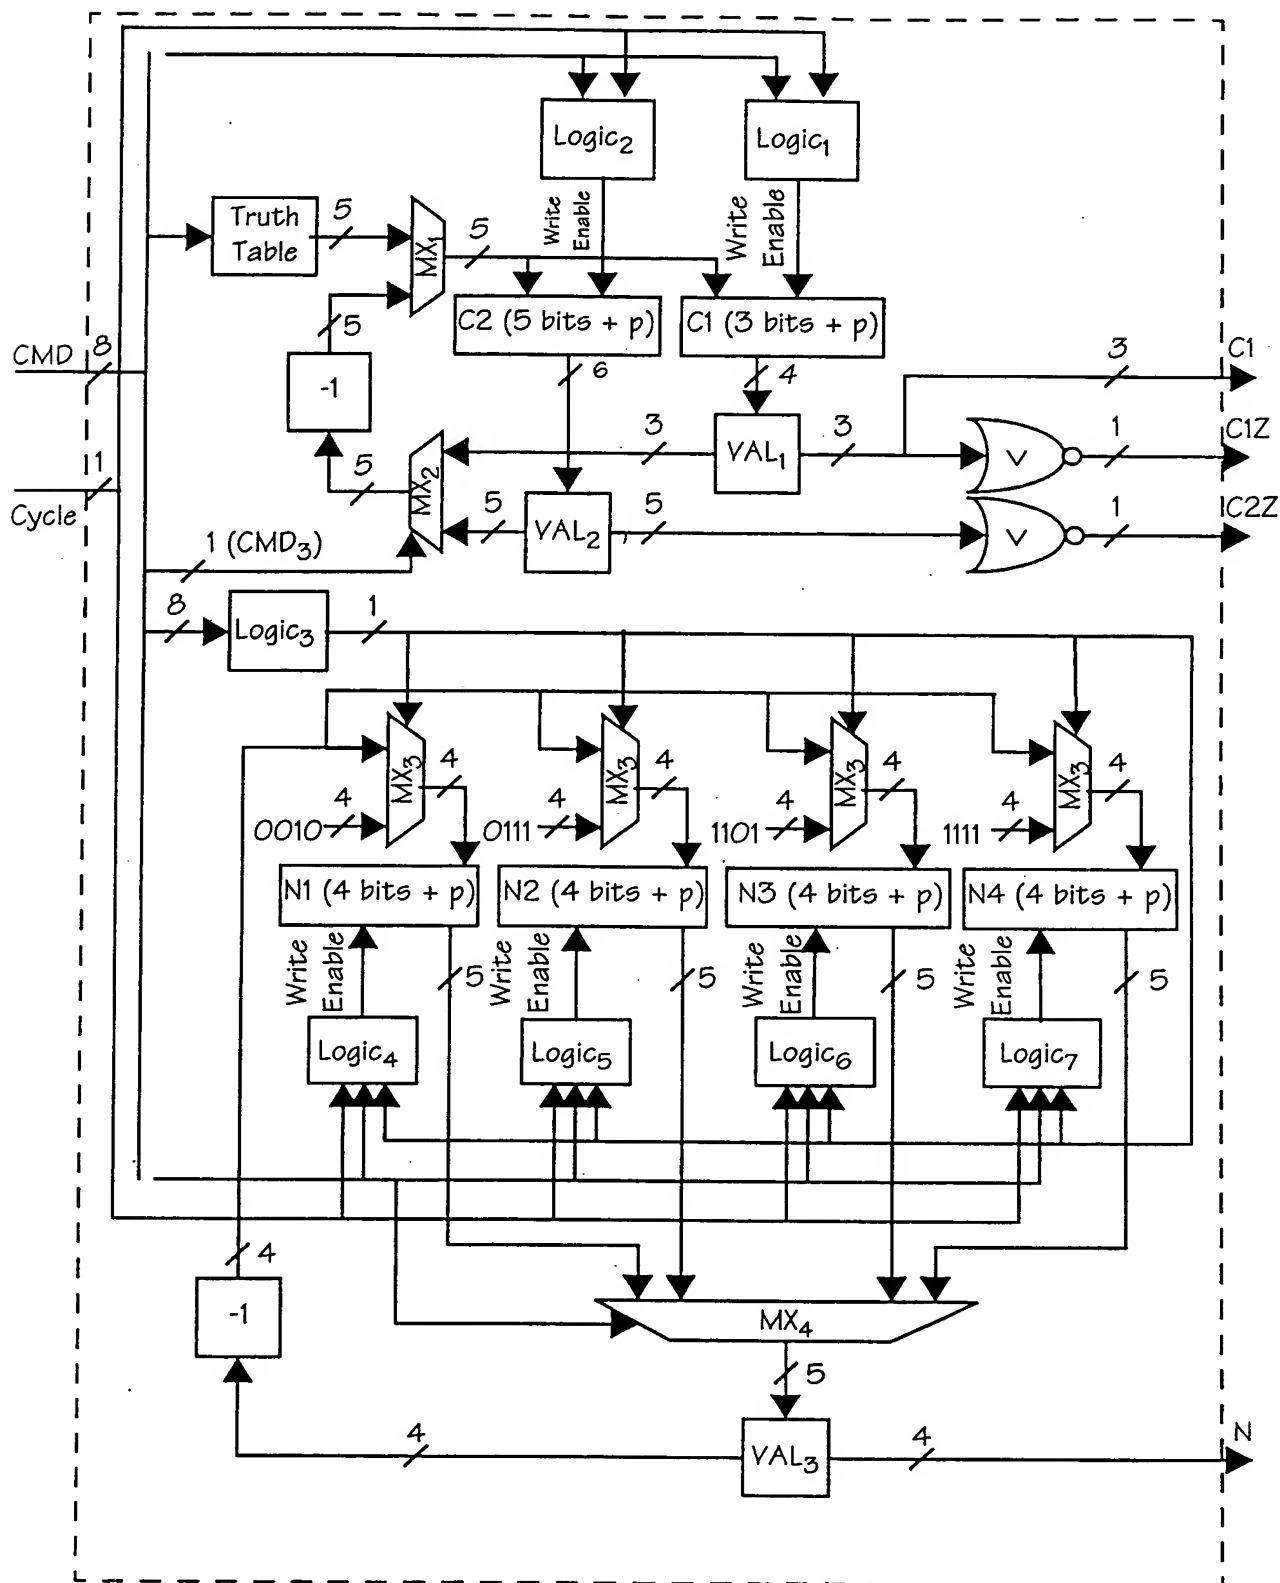 Logic2
Logic1
Write
Enable
Write
Enable
Truth
Table
5
MX1
5
C2 (5 bits + p)
C1 (3 bits + p)
5
-1
6
4
CMD
8
3
C1
1
Cycle
5
MX2
3
VAL1
3
V
1
C1Z
5
VAL2
5
V
1
C2Z
1 (CMD3)
8
Logic3
1
MX3
4
4
0010
MX3
4
4
0111
MX3
4
4
1101
MX3
4
4
1111
N1 (4 bits + p)
N2 (4 bits + p)
N3 (4 bits + p)
N4 (4 bits + p)
Write
Enable
5
Write
Enable
5
Write
Enable
5
Write
Enable
5
Logic4
Logic5
Logic6
Logic7
4
-1
MX4
5
4
VAL3
4
N